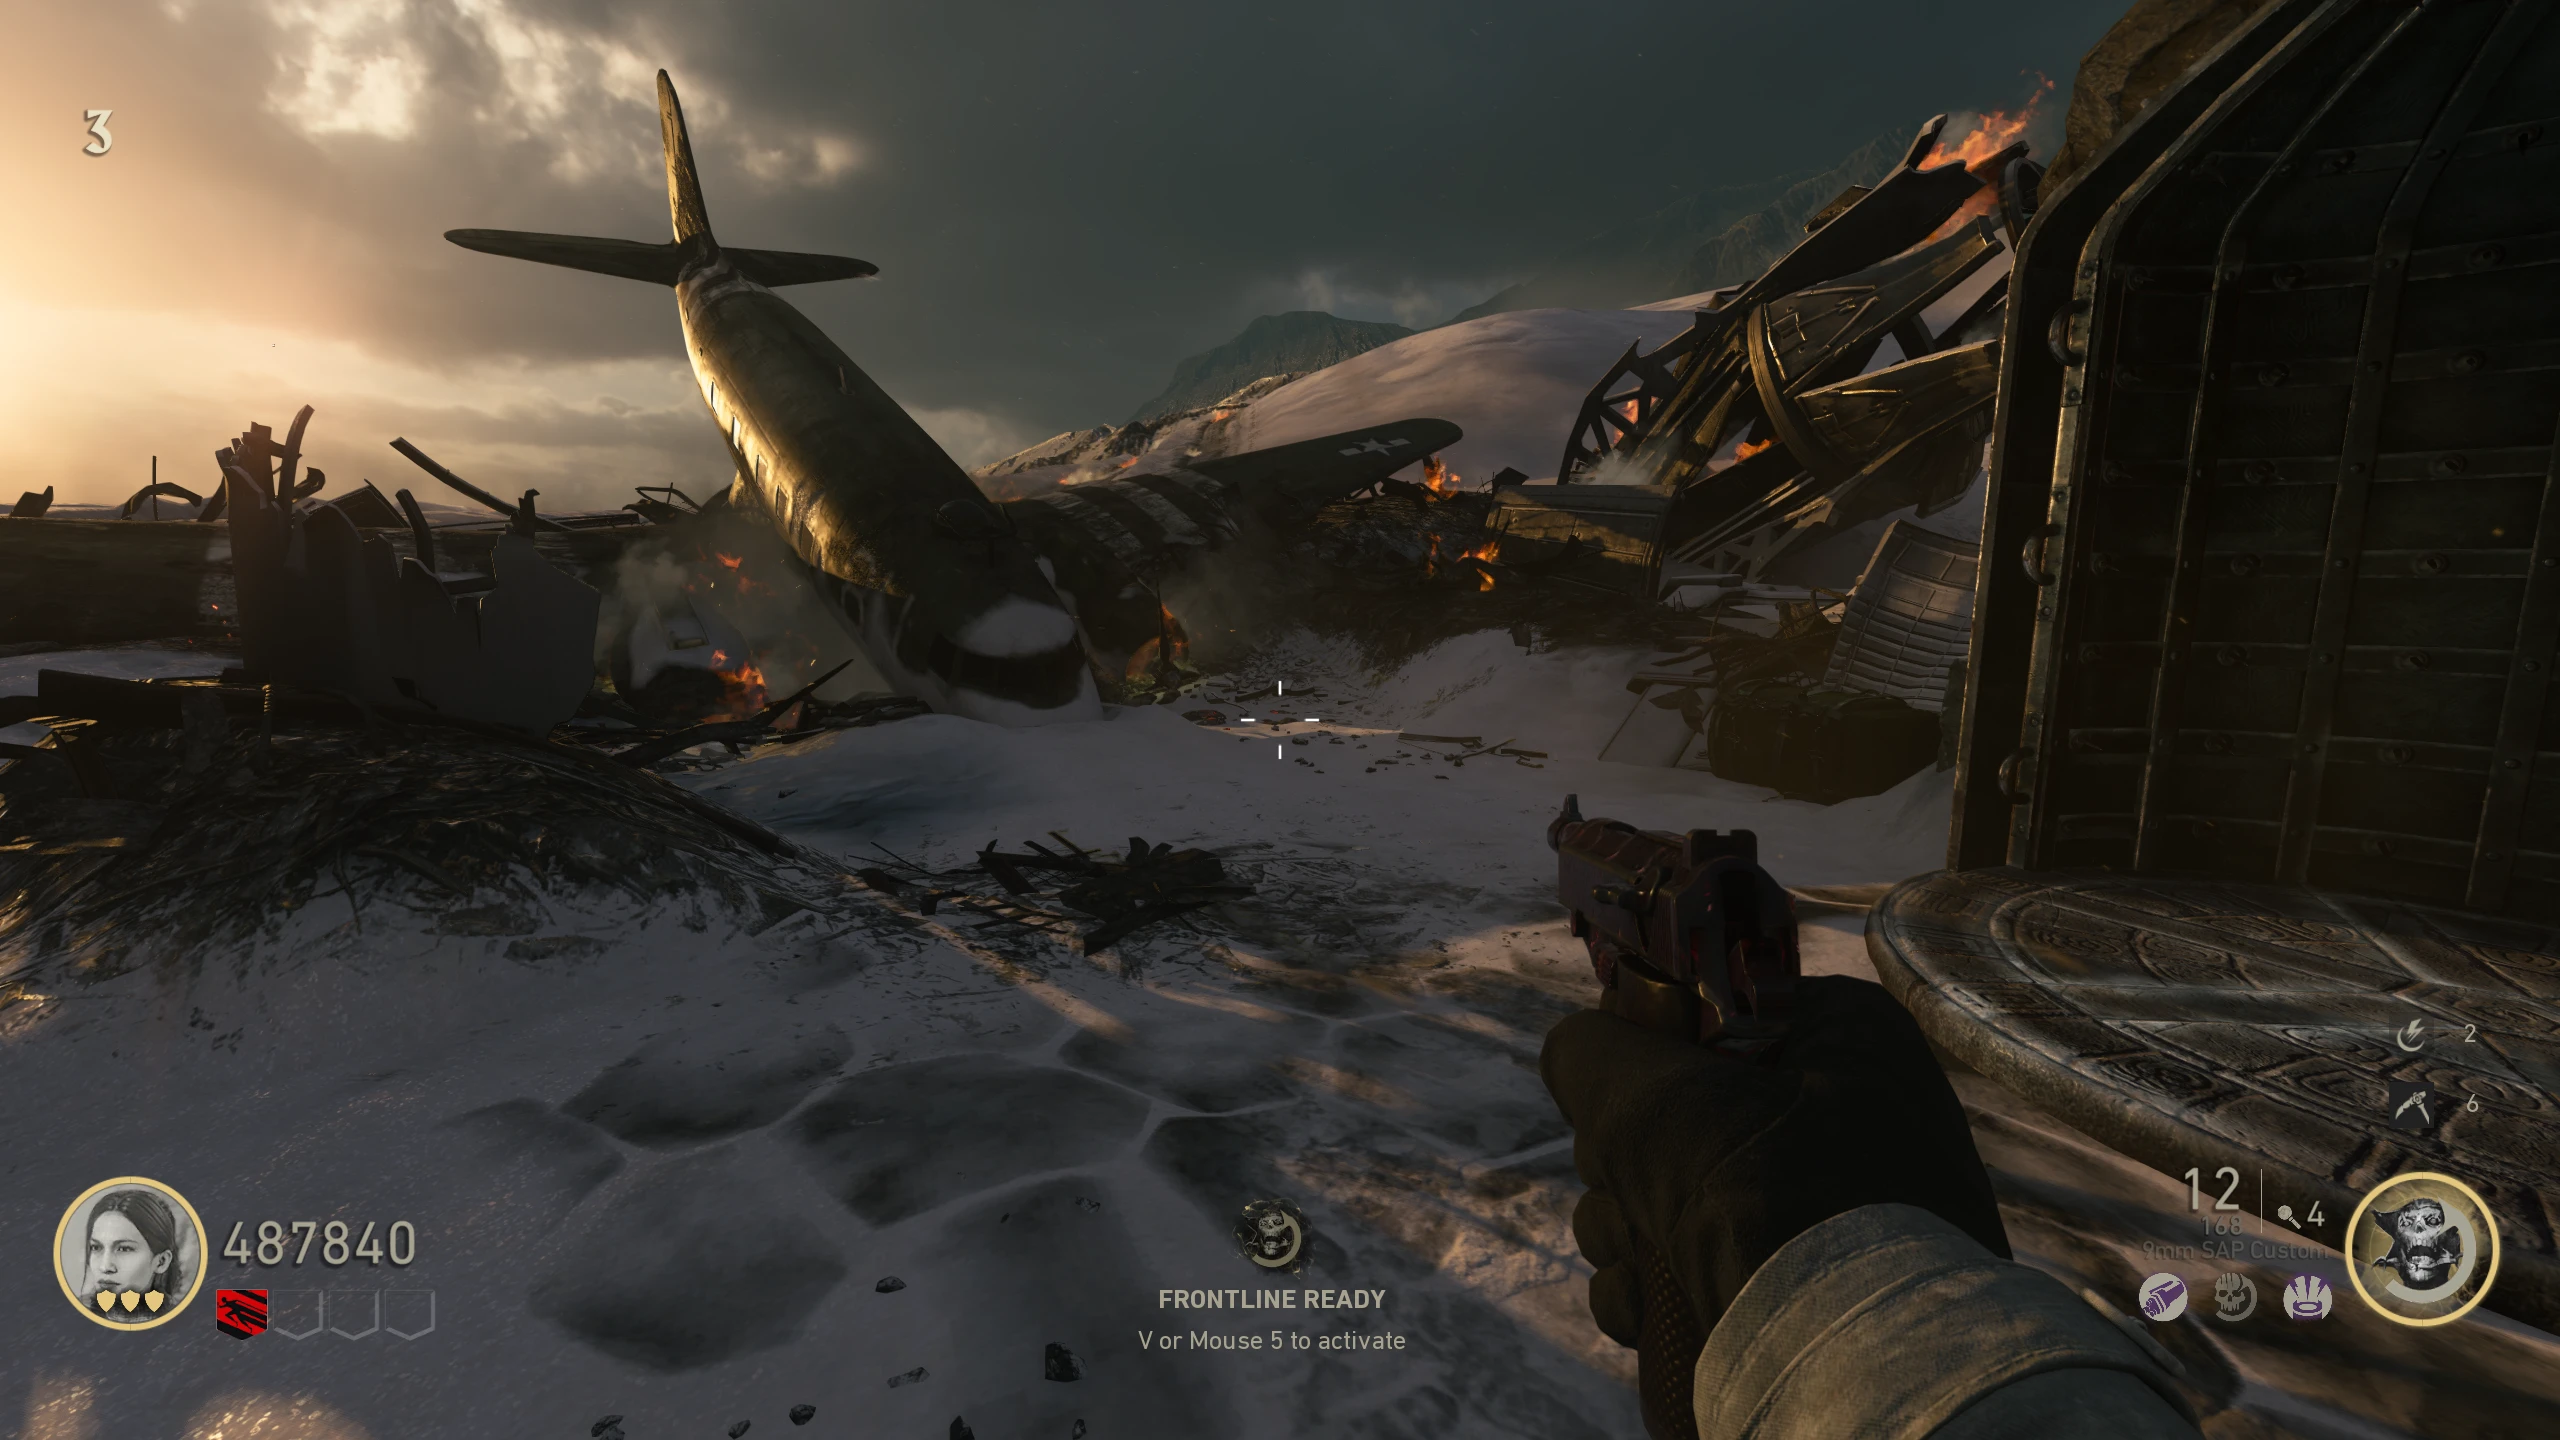 3
2
6
12
4
168
9mm SAP Custom
487840
FRONTLINE READY
V or Mouse 5 to activate